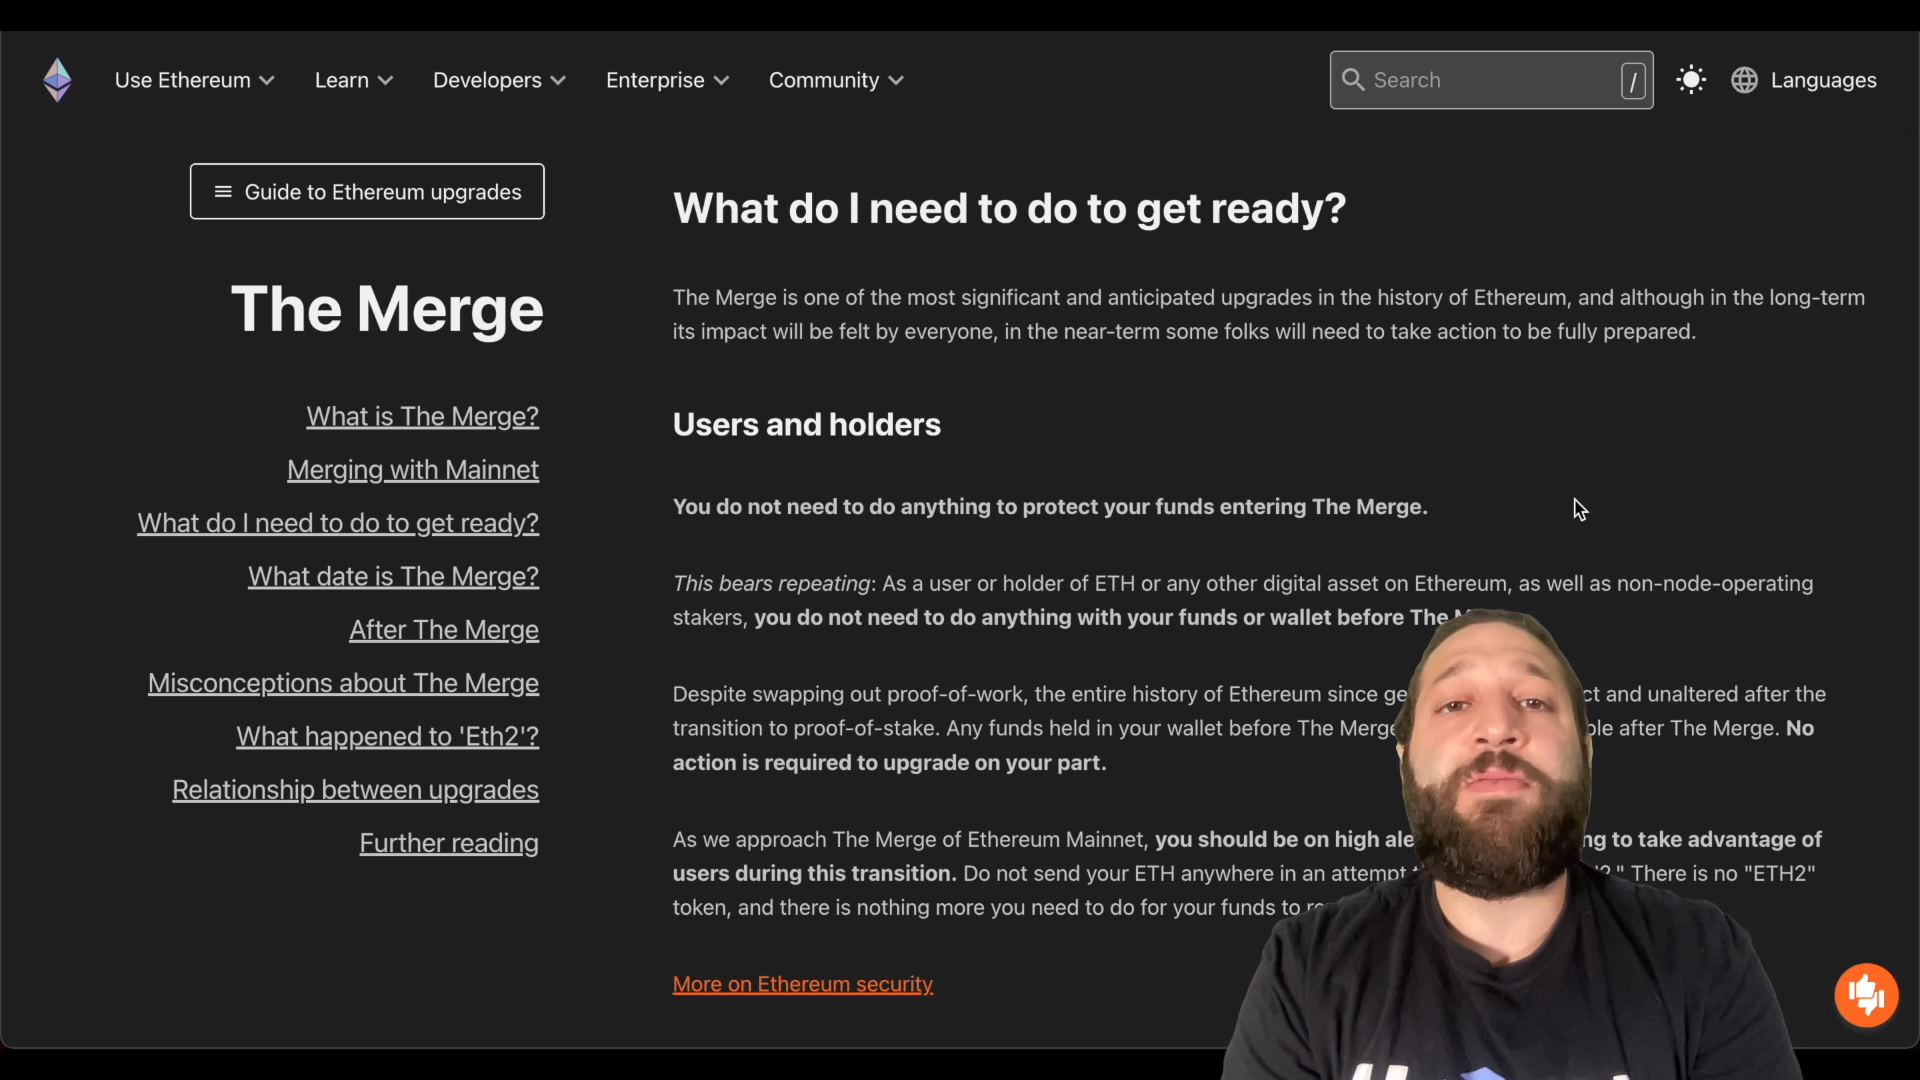 Use Ethereum
Learn
Developers
Enterprise
Community
Search
/
Languages
Guide to Ethereum upgrades
The Merge
What is The Merge?
Merging with Mainnet
What do I need to do to get ready?
What date is The Merge?
After The Merge
Misconceptions about The Merge
What happened to 'Eth2'?
Relationship between upgrades
Further reading
What do I need to do to get ready?
The Merge is one of the most significant and anticipated upgrades in the history of Ethereum, and although in the long-term
its impact will be felt by everyone, in the near-term some folks will need to take action to be fully prepared.
Users and holders
You do not need to do anything to protect your funds entering The Merge.
This bears repeating: As a user or holder of ETH or any other digital asset on Ethereum, as well as non-node-operating
stakers, you do not need to do anything with your funds or wallet before The
Despite swapping out proof-of-work, the entire history of Ethereum since and unaltered after the
transition to proof-of-stake. Any funds held in your wallet before The Merge after The Merge. No
action is required to upgrade on your part.
As we approach The Merge of Ethereum Mainnet, you should be on high to take advantage of
users during this transition. Do not send your ETH anywhere in an attempt There is no "ETH2"
token, and there is nothing more you need to do for your funds to
More on Ethereum security